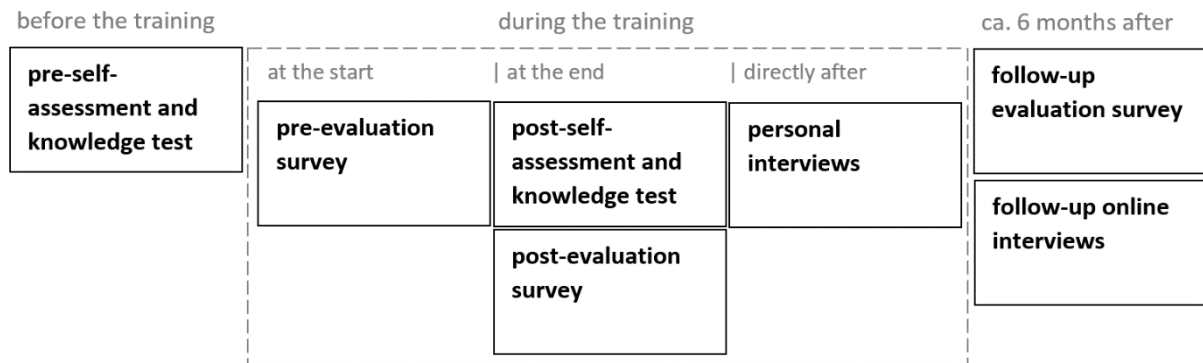 before the training
during the training
ca. 6 months after
pre-self-
assessment and
knowledge test
at the start
| at the end
| directly after
pre-evaluation
survey
post-self-
assessment and
knowledge test
post-evaluation
survey
personal
interviews
follow-up
evaluation survey
follow-up online
interviews